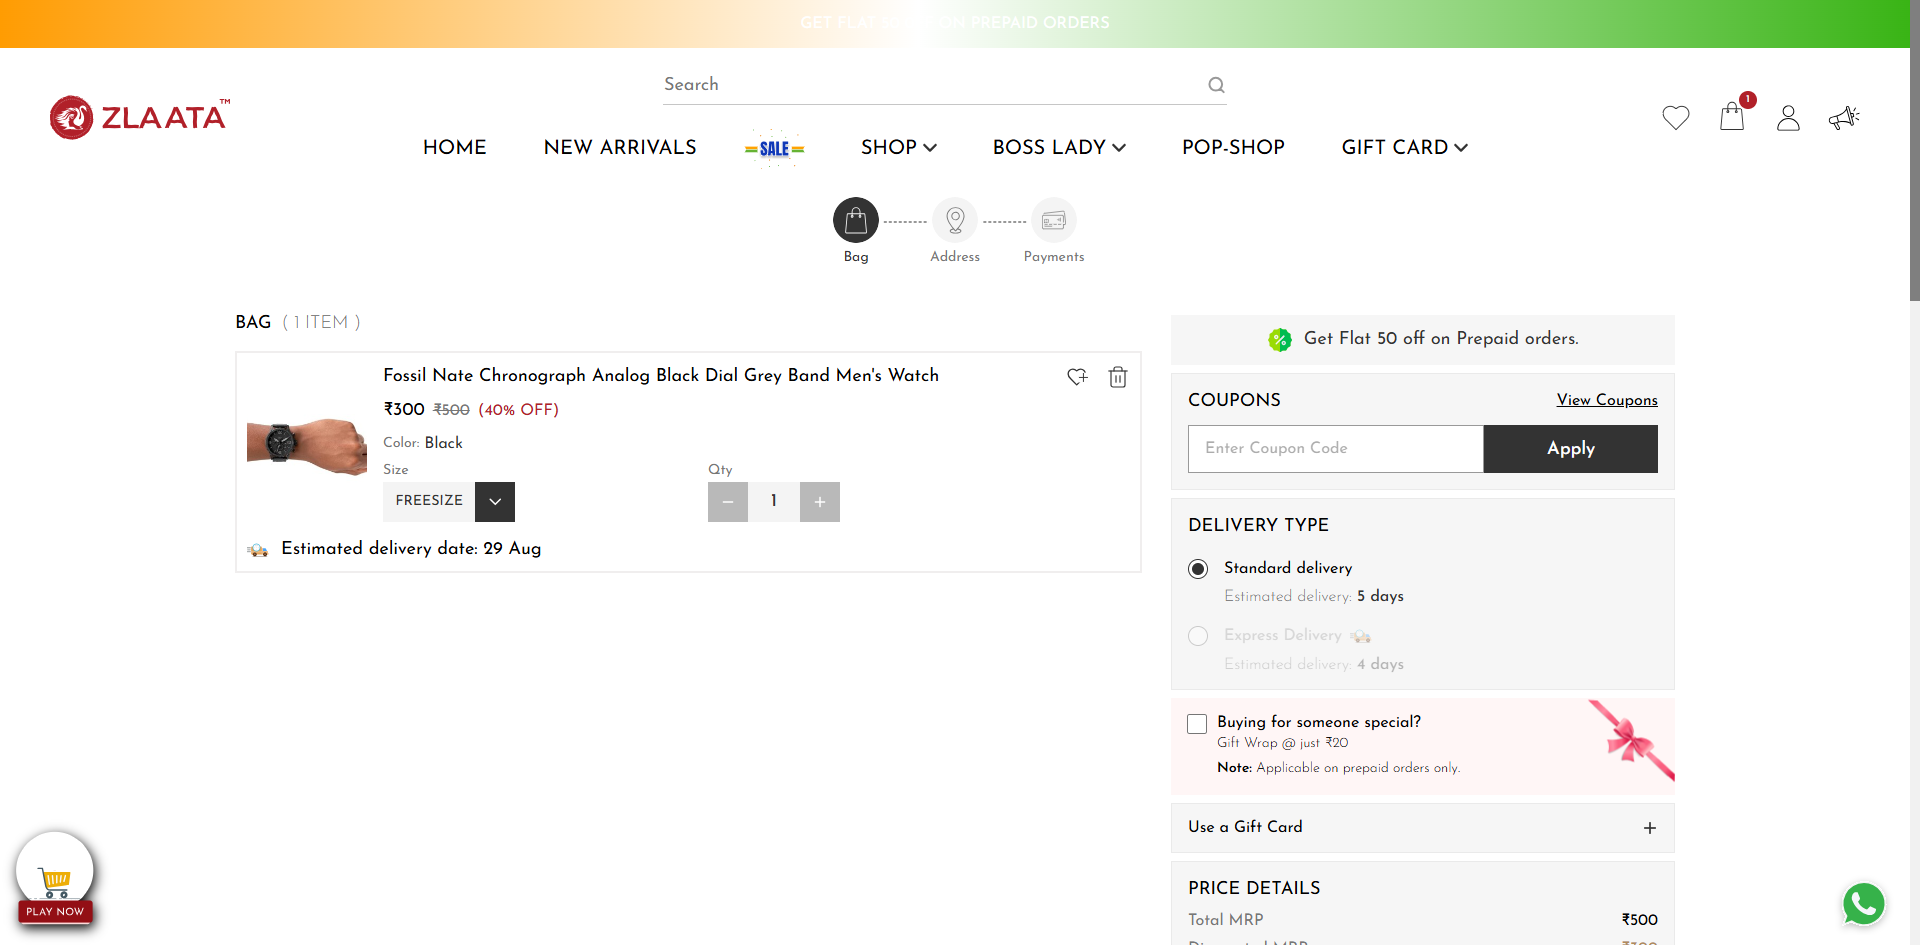 GET FLAT 50 OFF ON PREPAID ORDERS
Search
ZLAATA™
1
HOME
NEW ARRIVALS
SALE
SHOP
BOSS LADY
POP-SHOP
GIFT CARD
Bag
Address
Payments
BAG ( 1 ITEM )
Fossil Nate Chronograph Analog Black Dial Grey Band Men's Watch
₹300 ₹500 (40% OFF)
Color: Black
Size
Qty
FREESIZE
1
Estimated delivery date: 29 Aug
Get Flat 50 off on Prepaid orders.
COUPONS
View Coupons
Enter Coupon Code
Apply
DELIVERY TYPE
Standard delivery
Estimated delivery: 5 days
Express Delivery
Estimated delivery: 4 days
Buying for someone special?
Gift Wrap @ just ₹20
Note: Applicable on prepaid orders only.
Use a Gift Card
PRICE DETAILS
Total MRP
₹500
PLAY NOW